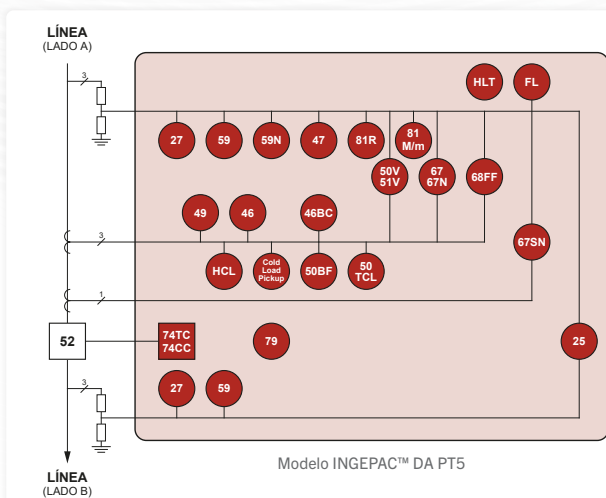 LÍNEA
(LADO A)
3
HLT
FL
27
59
59N
47
81R
81
M/m
50V
51V
67
67N
68FF
49
46
46BC
3
67SN
HCL
Cold
Load
Pickup
50BF
50
TCL
1
52
74TC
74CC
79
25
3
27
59
LÍNEA
(LADO B)
Modelo INGEPAC™ DA PT5